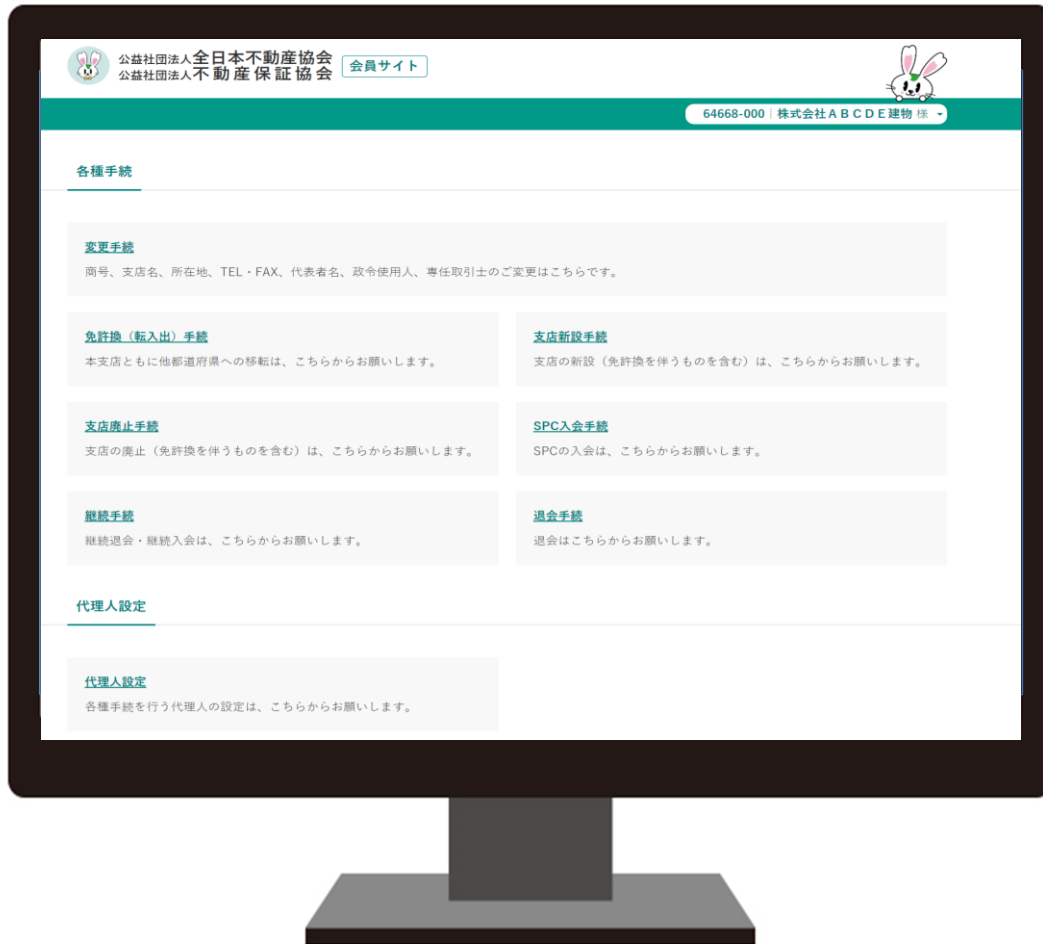 公益社団法人全日本不動産協会
公益社団法人不動産保証協会
会員サイト
64668-000 株式会社ＡＢＣＤＥ建物 様
各種手続
変更手続
商号、支店名、所在地、TEL・FAX、代表者名、政令使用人、専任取引士のご変更はこちらです。
免許換（転入出）手続
本支店ともに他都道府県への移転は、こちらからお願いします。
支店新設手続
支店の新設（免許換を伴うものを含む）は、こちらからお願いします。
支店廃止手続
支店の廃止（免許換を伴うものを含む）は、こちらからお願いします。
SPC入会手続
SPCの入会は、こちらからお願いします。
継続手続
継続退会・継続入会は、こちらからお願いします。
退会手続
退会はこちらからお願いします。
代理人設定
代理人設定
各種手続を行う代理人の設定は、こちらからお願いします。